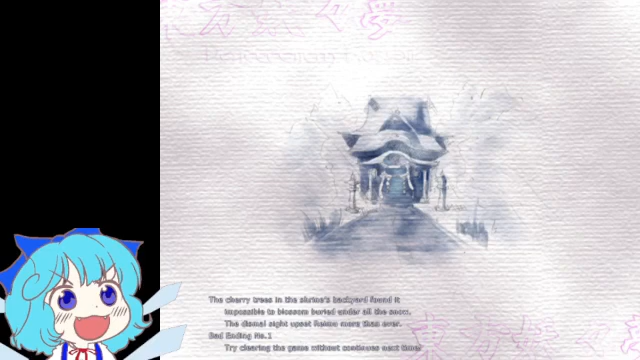 The cherry trees in the shrine's backyard found it
impossible to blossom buried under all the snow.
The dismal sight upset Reimu more than ever.
Bad Ending No.1
Try clearing the game without continues next time!